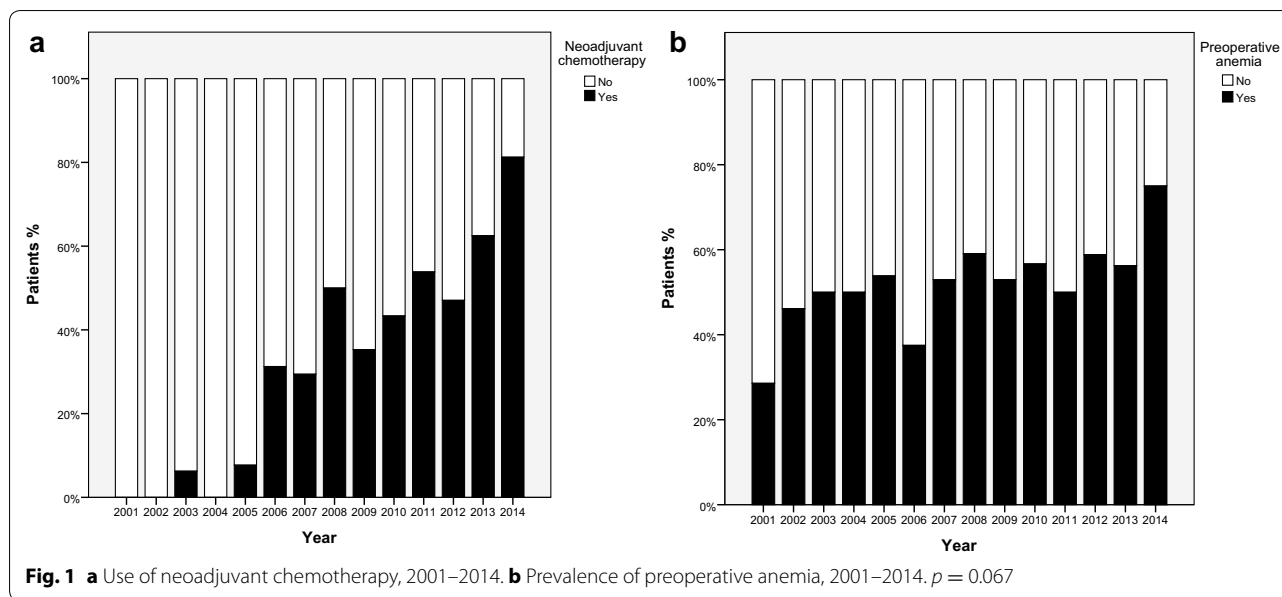 a
Neoadjuvant
chemotherapy
No
Yes
100%
80%
60%
40%
20%
0%
Patients %
2001 2002 2003 2004 2005 2006 2007 2008 2009 2010 2011 2012 2013 2014
Year
b
Preoperative
anemia
No
Yes
100%
80%
60%
40%
20%
0%
Patients %
2001 2002 2003 2004 2005 2006 2007 2008 2009 2010 2011 2012 2013 2014
Year
Fig. 1 a Use of neoadjuvant chemotherapy, 2001–2014. b Prevalence of preoperative anemia, 2001–2014. p = 0.067